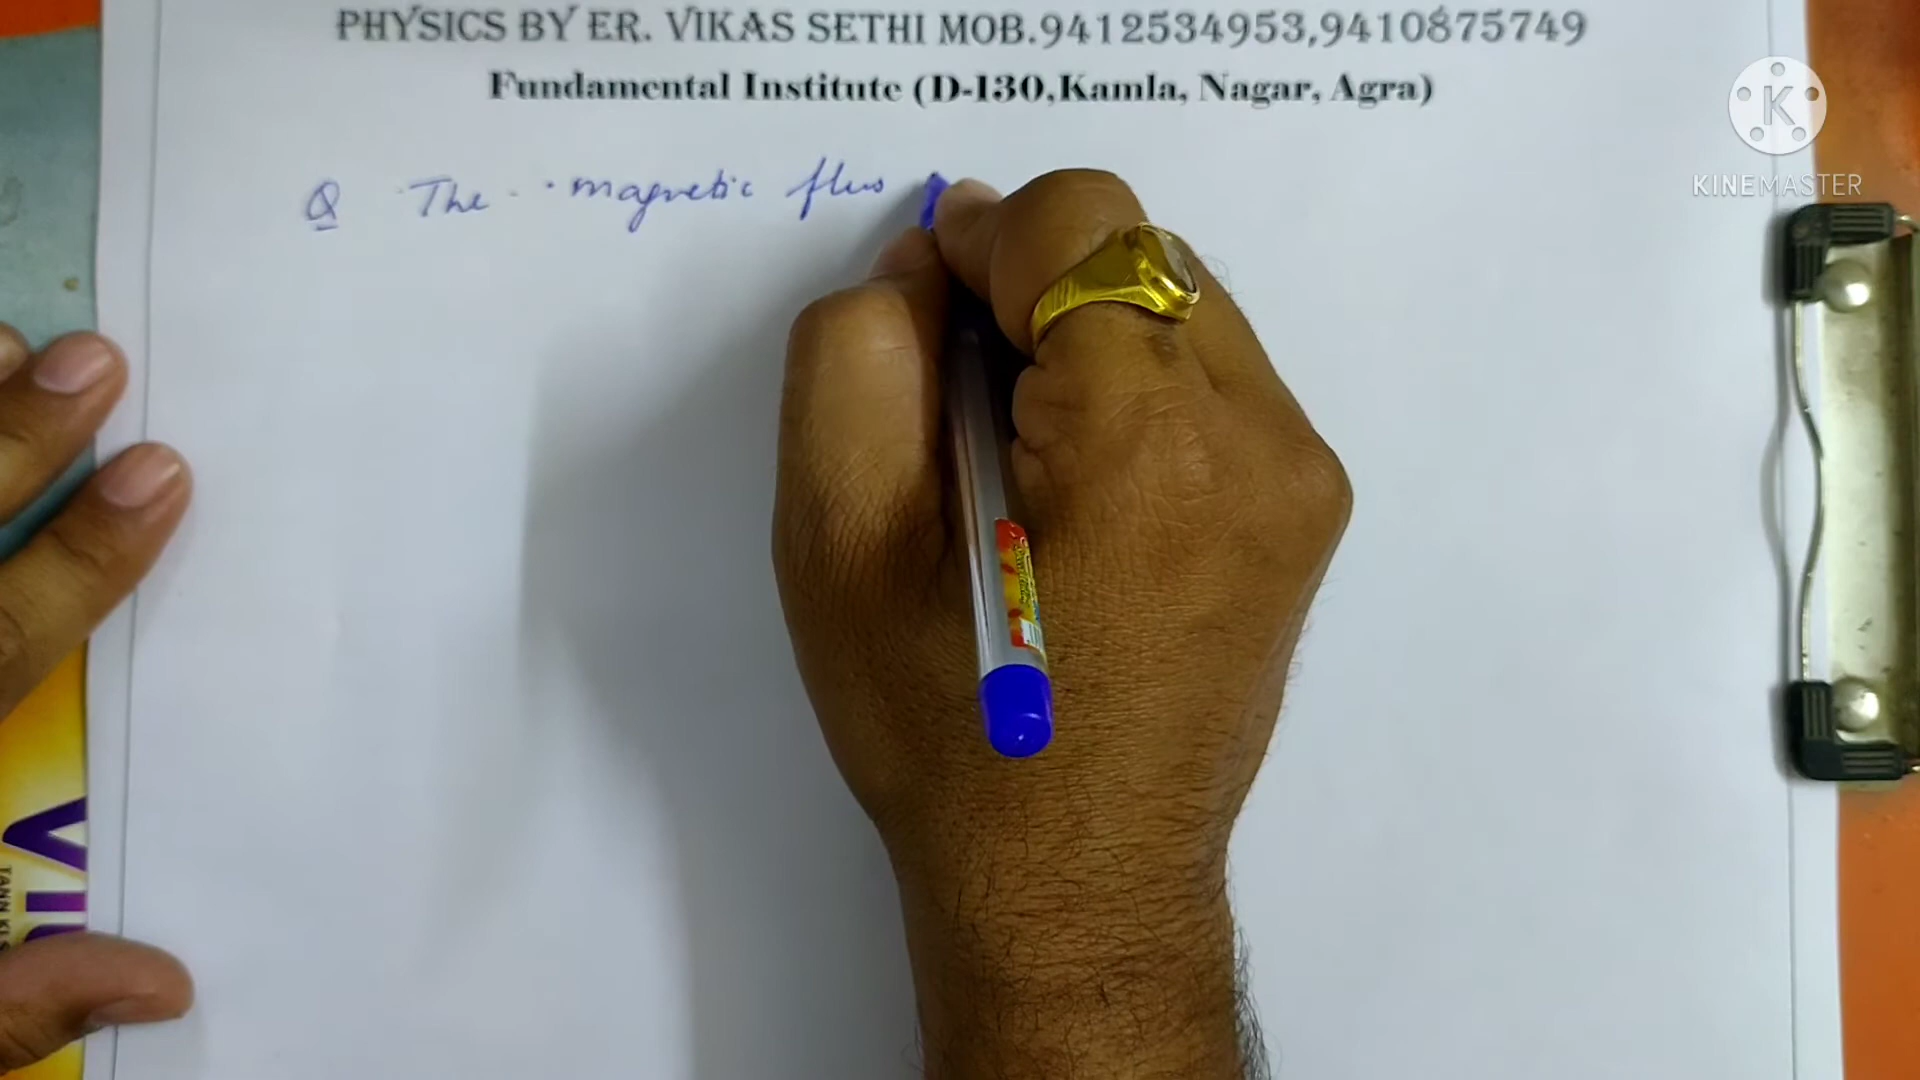 PHYSICS BY ER. VIKAS SETHI MOB.9412534953,9410875749
Fundamental Institute (D-130,Kamla, Nagar, Agra)
K
KINEMASTER
Q The magnetic flux